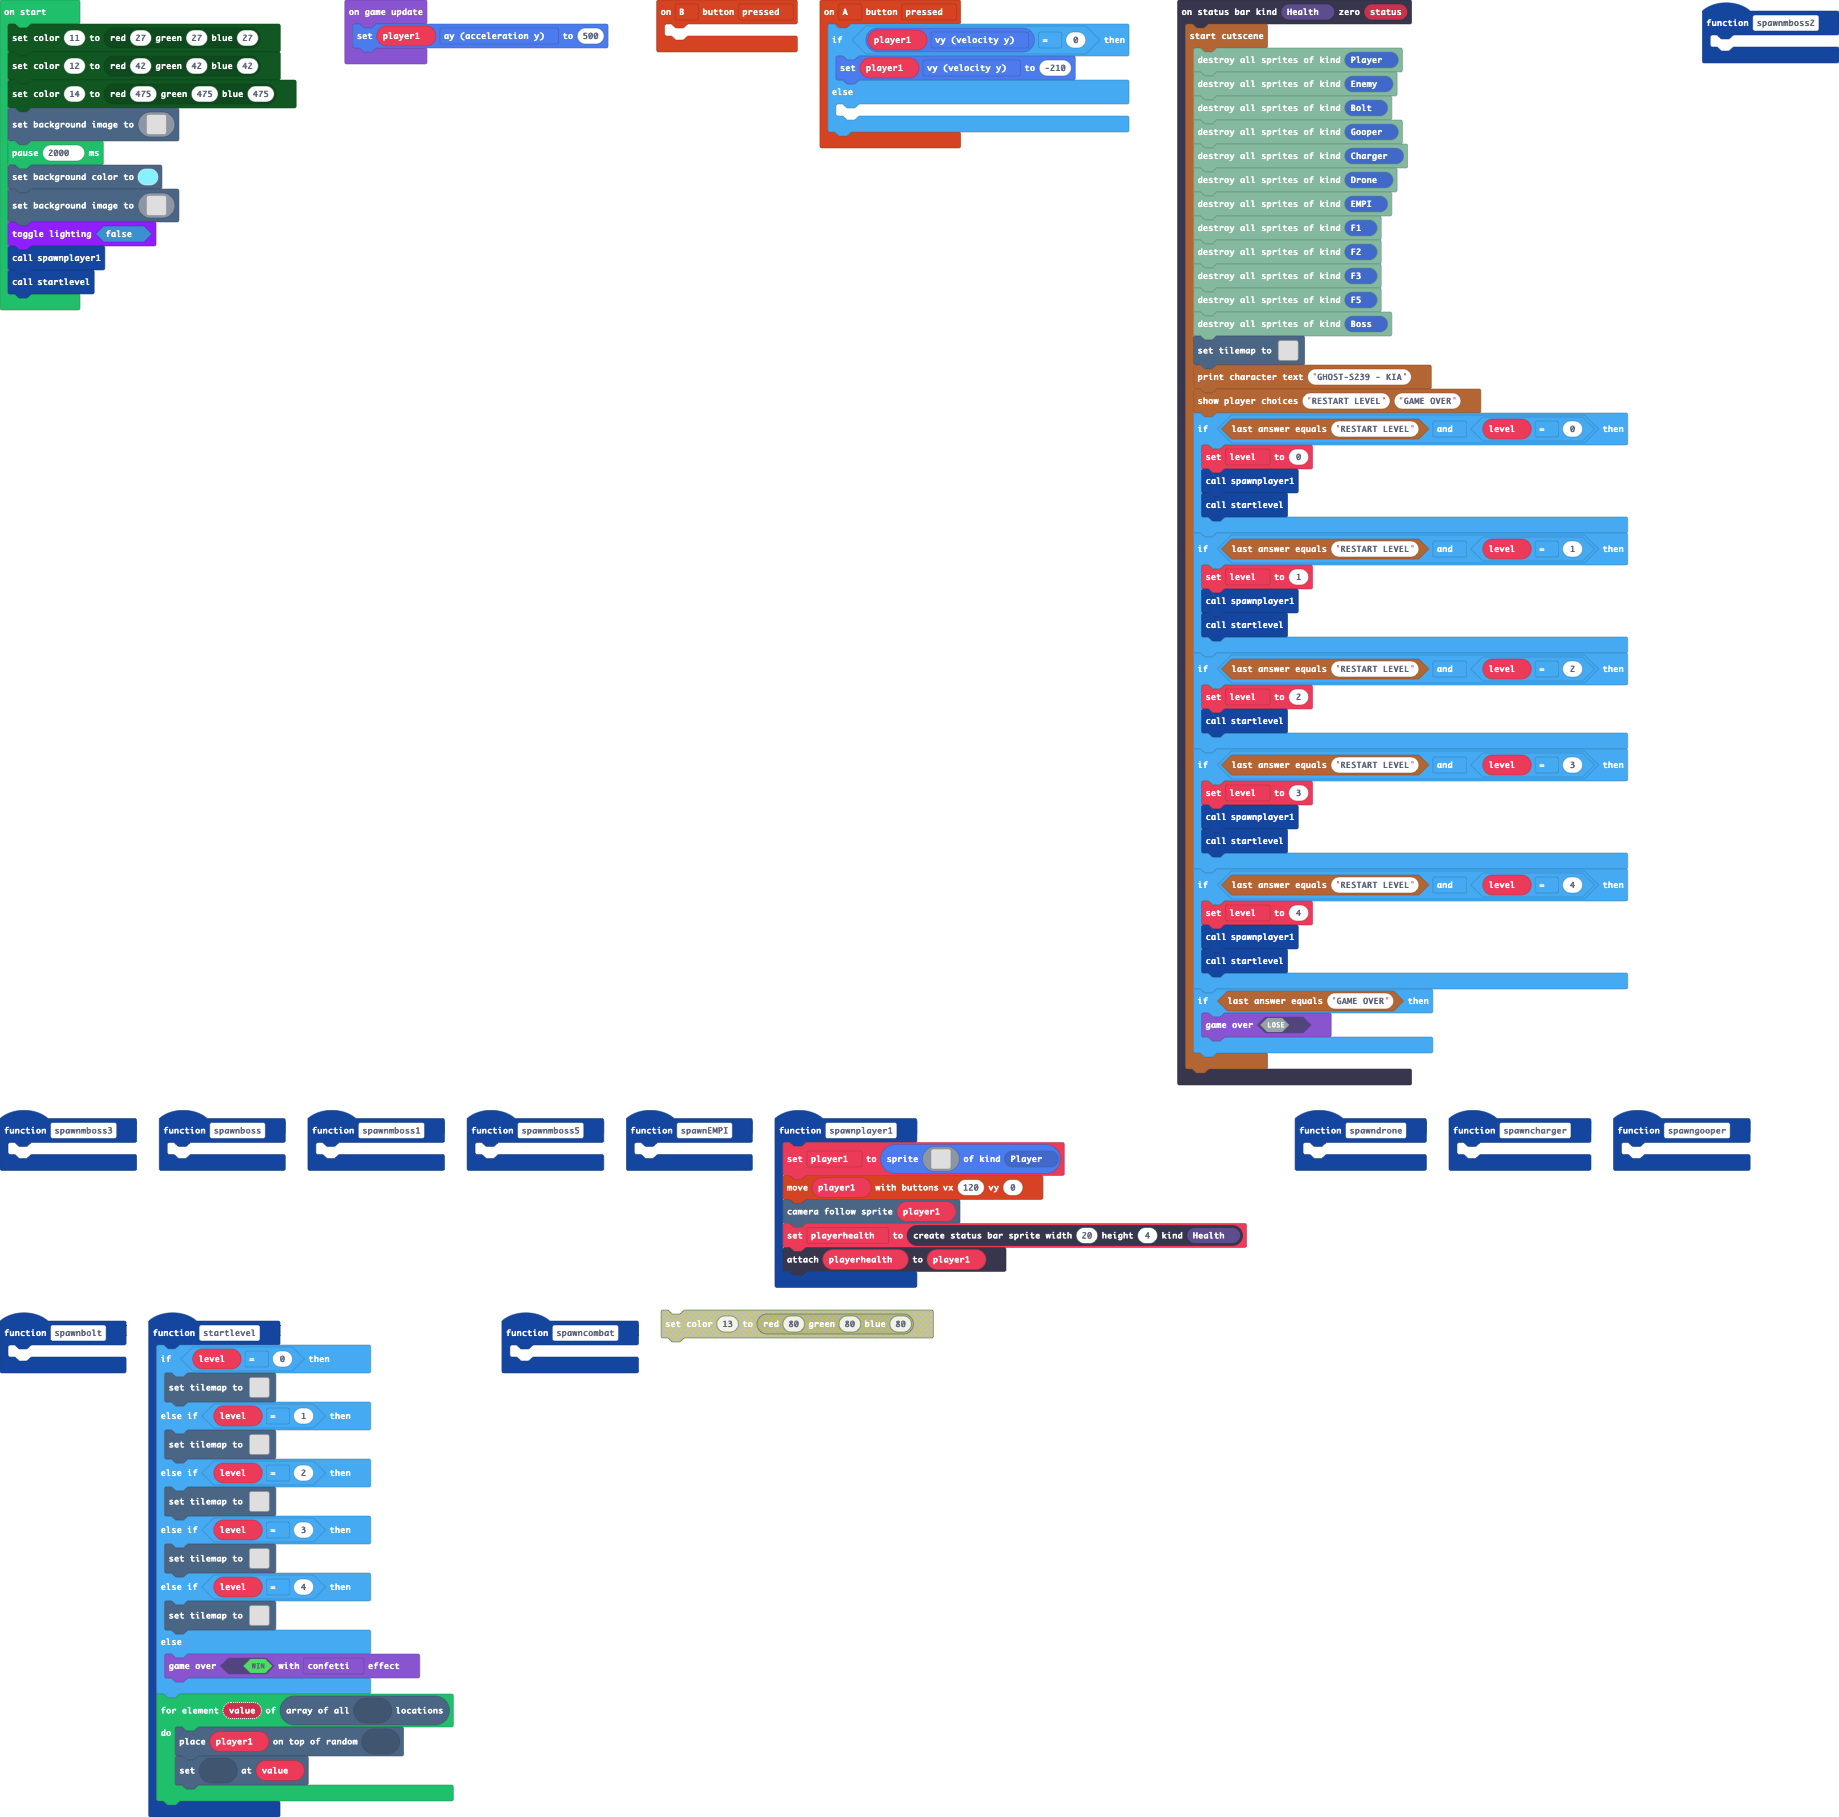 on start
set color 11 to red 27 green 27 blue 27
set color 12 to red 42 green 42 blue 42
set color 14 to red 475 green 475 blue 475
set background image to
pause 2000 ms
set background color to
set background image to
toggle lighting false
call spawnplayer1
call startlevel
on game update
set player1 ay (acceleration y) to 500
on B button pressed
on A button pressed
if player1 vy (velocity y) = 0 then
set player1 vy (velocity y) to -210
else
on status bar kind Health zero status
start cutscene
destroy all sprites of kind Player
destroy all sprites of kind Enemy
destroy all sprites of kind Bolt
destroy all sprites of kind Gooper
destroy all sprites of kind Charger
destroy all sprites of kind Drone
destroy all sprites of kind EMPI
destroy all sprites of kind F1
destroy all sprites of kind F2
destroy all sprites of kind F3
destroy all sprites of kind F5
destroy all sprites of kind Boss
set tilemap to
print character text "GHOST-S239 - KIA"
show player choices "RESTART LEVEL" "GAME OVER"
if last answer equals "RESTART LEVEL" and level = 0 then
set level to 0
call spawnplayer1
call startlevel
if last answer equals "RESTART LEVEL" and level = 1 then
set level to 1
call spawnplayer1
call startlevel
if last answer equals "RESTART LEVEL" and level = 2 then
set level to 2
call startlevel
if last answer equals "RESTART LEVEL" and level = 3 then
set level to 3
call spawnplayer1
call startlevel
if last answer equals "RESTART LEVEL" and level = 4 then
set level to 4
call spawnplayer1
call startlevel
if last answer equals "GAME OVER" then
game over LOSE
function spawnmboss2
function spawnmboss3
function spawnboss
function spawnmboss1
function spawnmboss5
function spawnEMPI
function spawnplayer1
set player1 to sprite of kind Player
move player1 with buttons vx 120 vy 0
camera follow sprite player1
set playerhealth to create status bar sprite width 20 height 4 kind Health
attach playerhealth to player1
function spawndrone
function spawncharger
function spawngooper
function spawnbolt
function startlevel
if level = 0 then
set tilemap to
else if level = 1 then
set tilemap to
else if level = 2 then
set tilemap to
else if level = 3 then
set tilemap to
else if level = 4 then
set tilemap to
else
game over WIN with confetti effect
for element value of array of all locations
do
place player1 on top of random
set at value
function spawncombat
set color 13 to red 80 green 80 blue 80